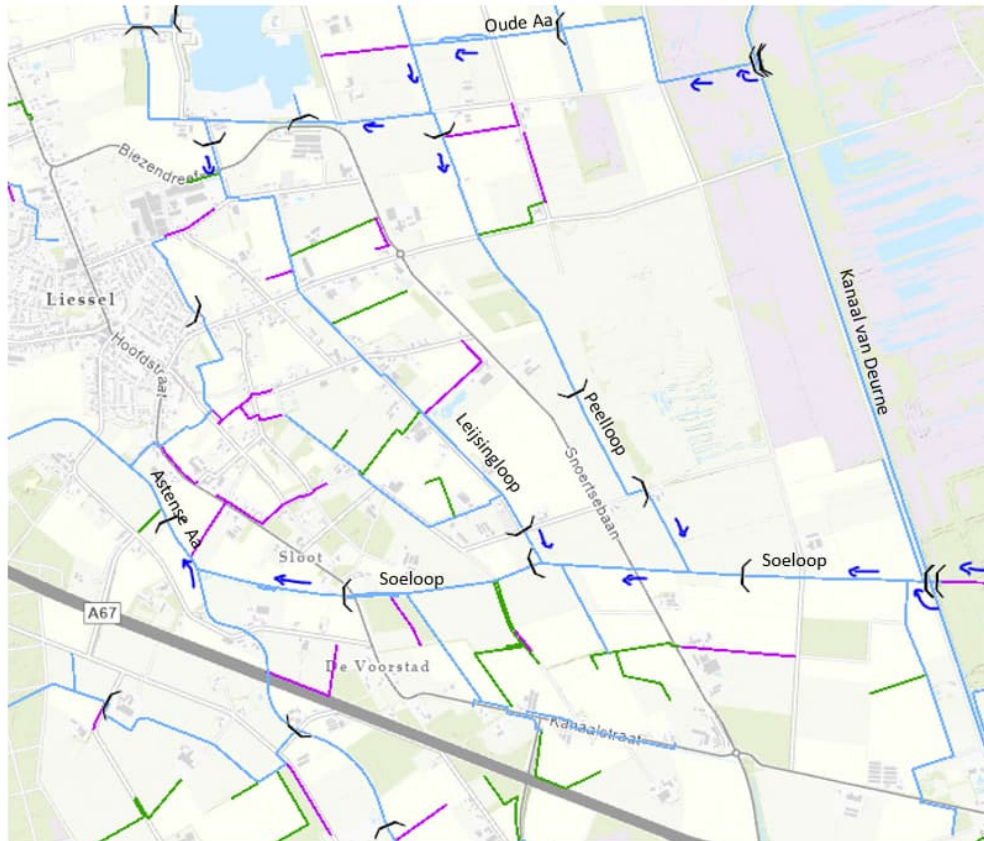 Oude Aa
Biezendreef
Kanaal van Deurne
Liessel
Hoofdstraat
Peelloop
Leijsingloop
Snoertsebaan
Astense Aa
Sloot
Soeloop
Soeloop
A67
De Voorstad
Kanaalstraat